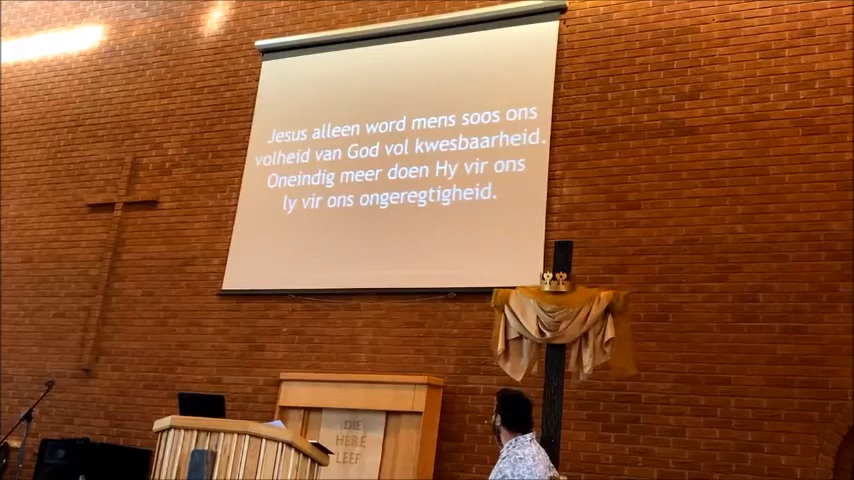 Jesus alleen word mens soos ons
volheid van God vol kwesbaarheid.
Oneindig meer doen Hy vir ons
ly vir ons ongeregtigheid.
DIE
HERE
LEEF